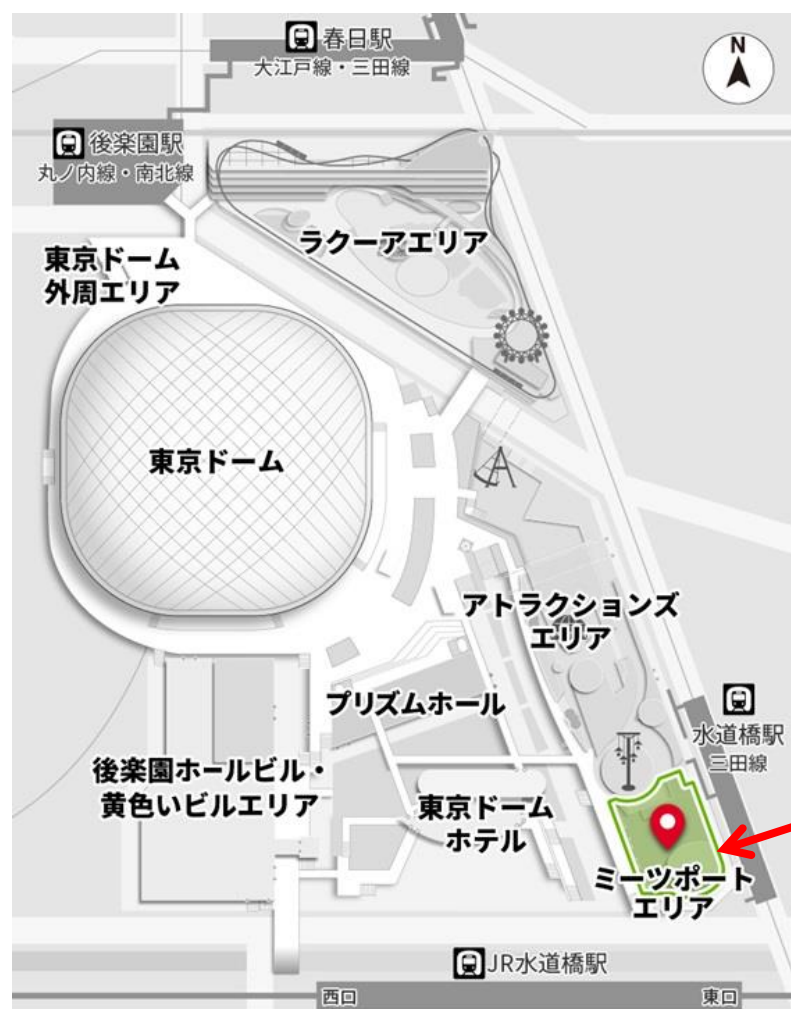 春日駅
大江戸線・三田線
N
後楽園駅
丸ノ内線・南北線
ラクーアエリア
東京ドーム
外周エリア
東京ドーム
アトラクションズ
エリア
プリズムホール
水道橋駅
三田線
後楽園ホールビル・
黄色いビルエリア
東京ドーム
ホテル
ミーツポート
エリア
JR水道橋駅
西口
東口